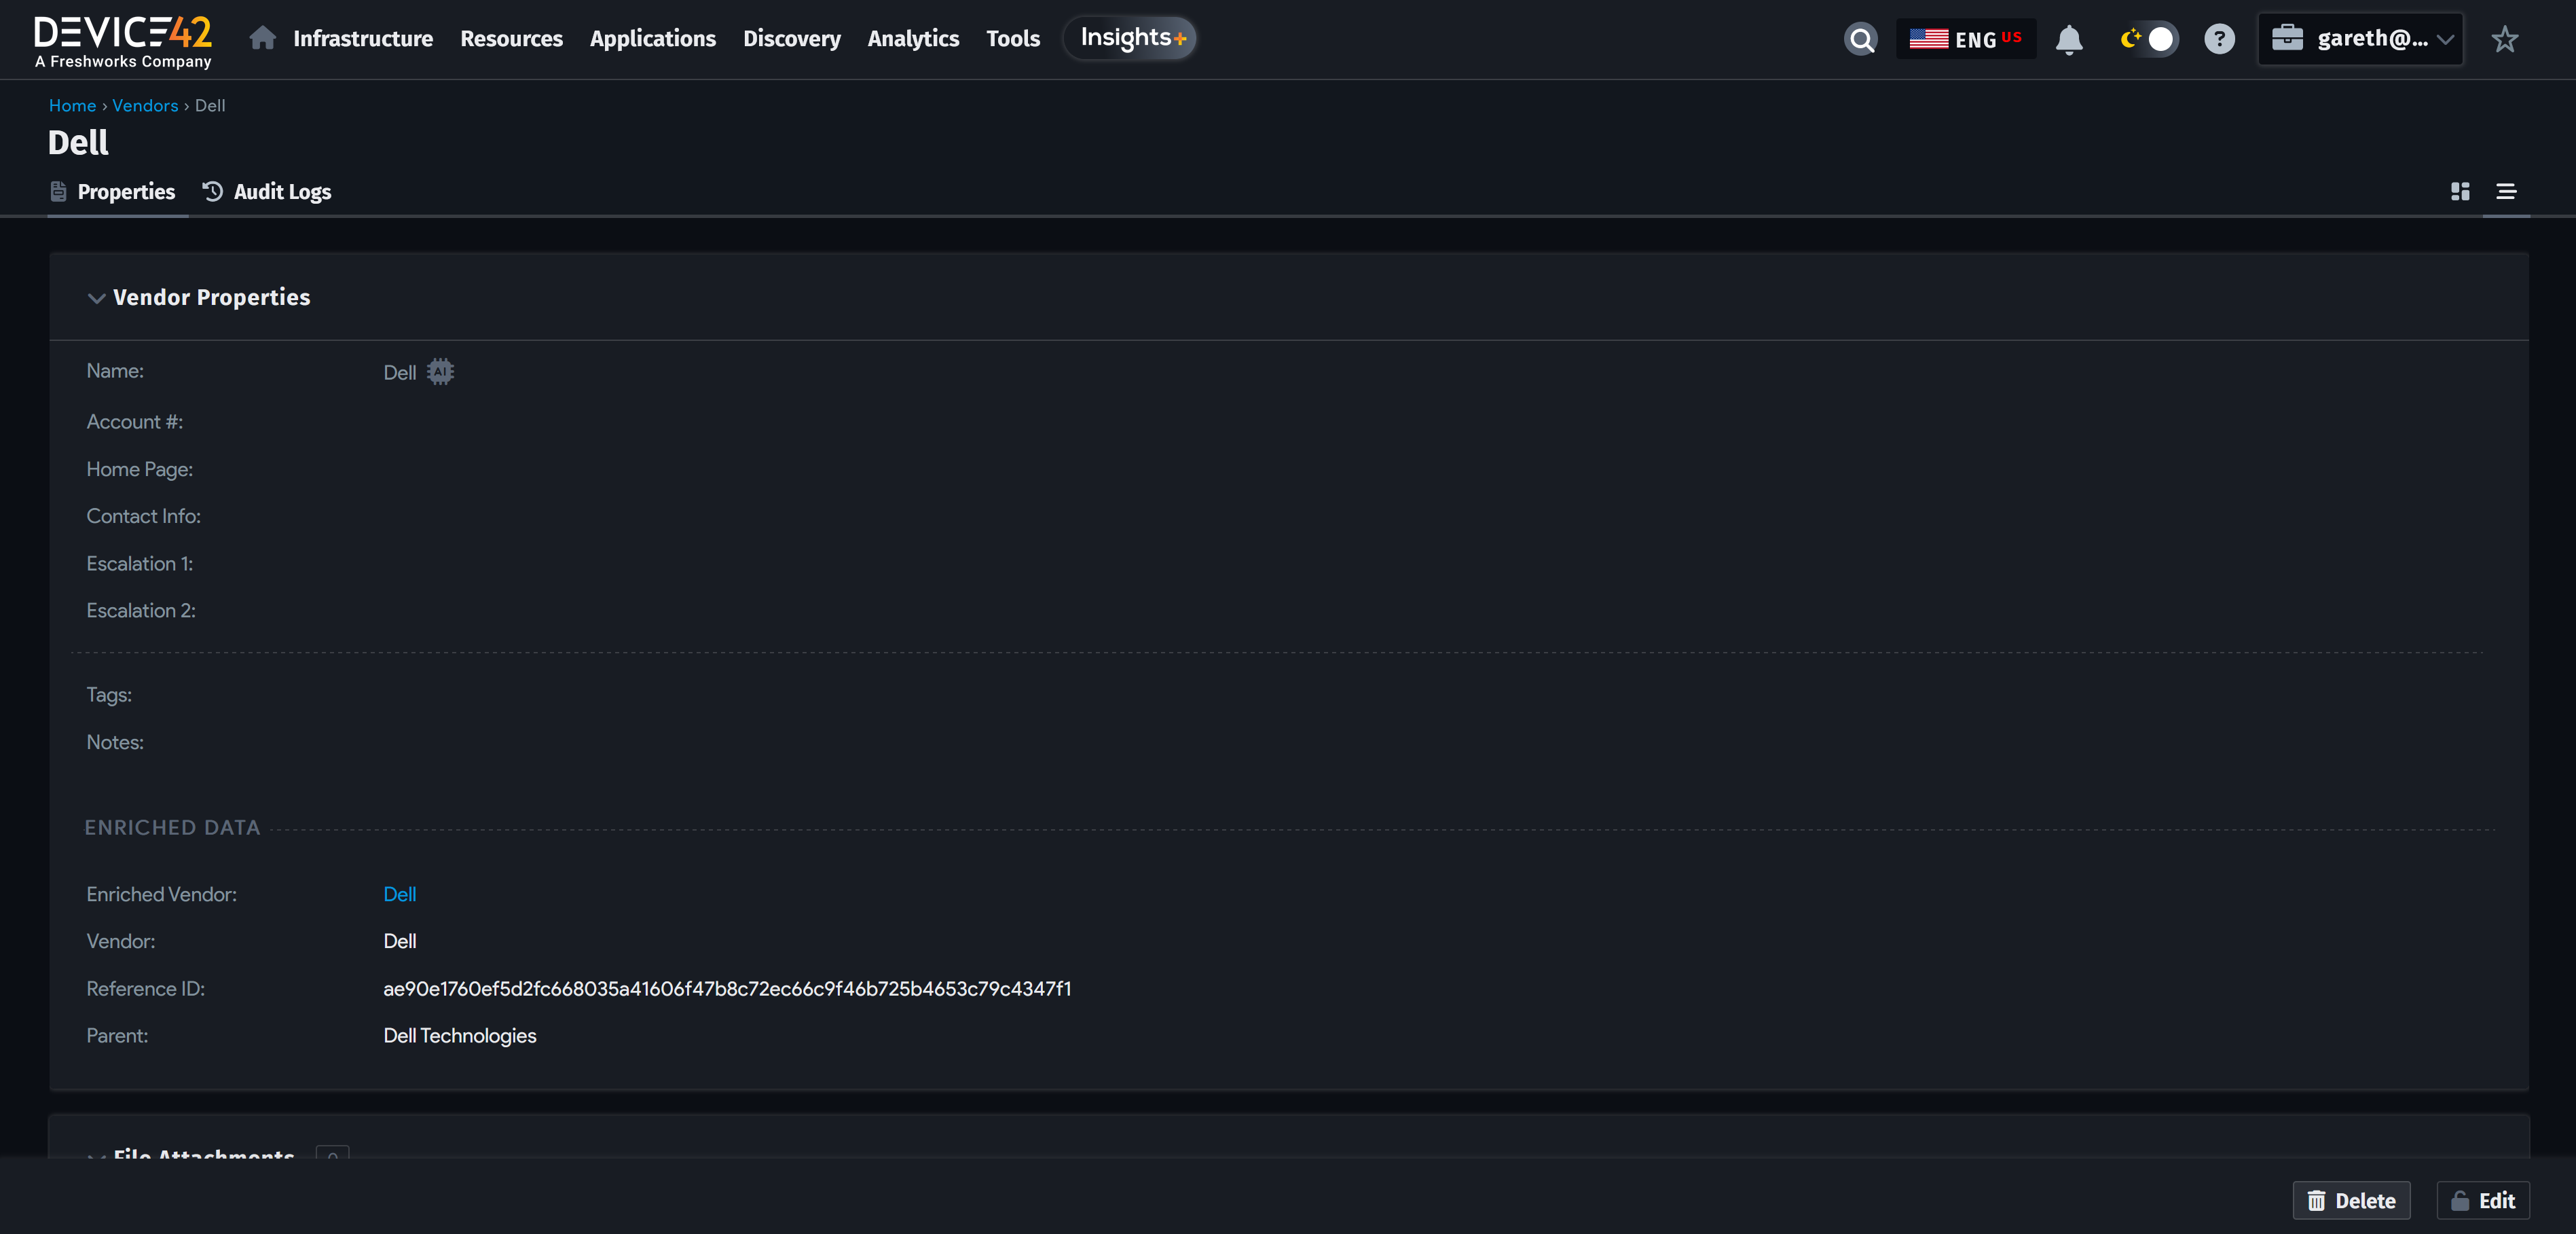 DEVICE42
A Freshworks Company
Infrastructure
Resources
Applications
Discovery
Analytics
Tools
Insights+
ENG US
?
gareth@...
Home › Vendors › Dell
Dell
Properties
Audit Logs
Vendor Properties
Name: Dell AI
Account #:
Home Page:
Contact Info:
Escalation 1:
Escalation 2:
Tags:
Notes:
ENRICHED DATA
Enriched Vendor: Dell
Vendor: Dell
Reference ID: ae90e1760ef5d2fc668035a41606f47b8c72ec66c9f46b725b4653c79c4347f1
Parent: Dell Technologies
File Attachments 0
Delete
Edit